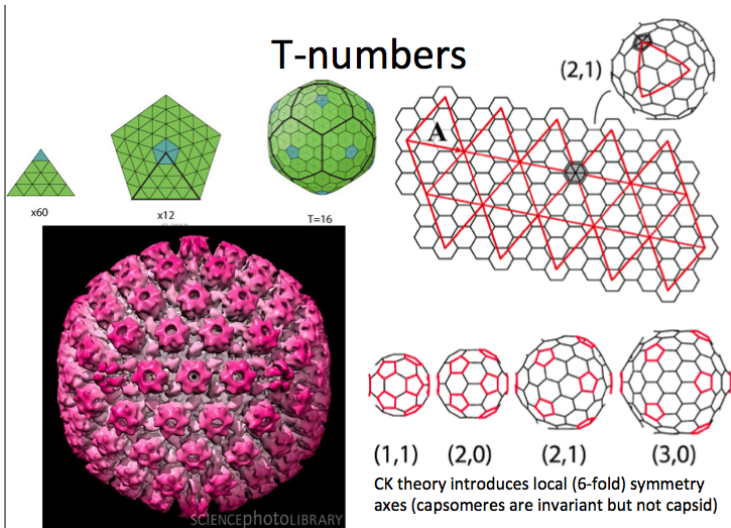 T-numbers
(2,1)
A
x60
x12
T=16
SCIENCEphotoLIBRARY
(1,1) (2,0) (2,1) (3,0)
CK theory introduces local (6-fold) symmetry
axes (capsomeres are invariant but not capsid)